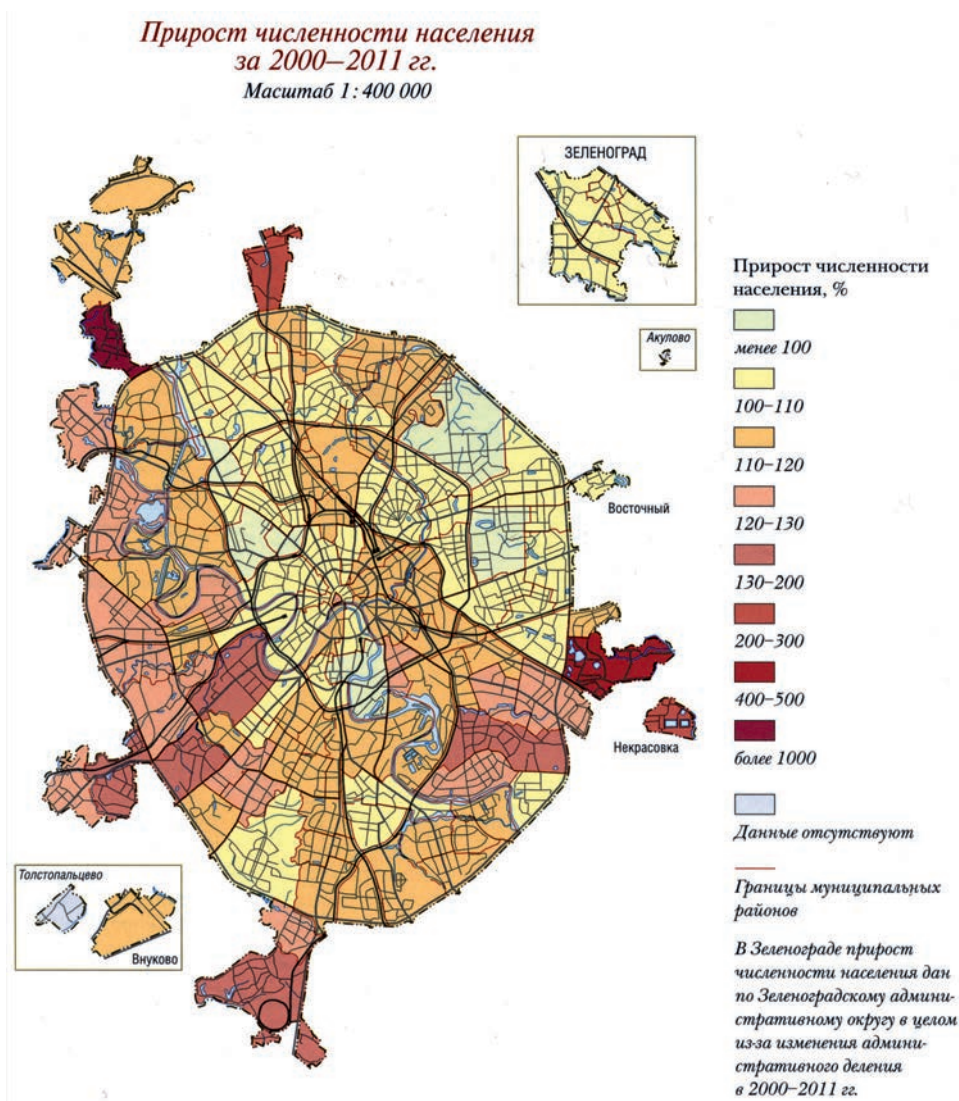 Прирост численности населения
за 2000–2011 гг.
Масштаб 1: 400 000
ЗЕЛЕНОГРАД
Акулово
Восточный
Некрасовка
Толстопальцево
Внуково
Прирост численности
населения, %
менее 100
100–110
110–120
120–130
130–200
200–300
400–500
более 1000
Данные отсутствуют
Границы муниципальных
районов
В Зеленограде прирост
численности населения дан
по Зеленоградскому админи-
стративному округу в целом
из-за изменения админи-
стративного деления
в 2000–2011 гг.